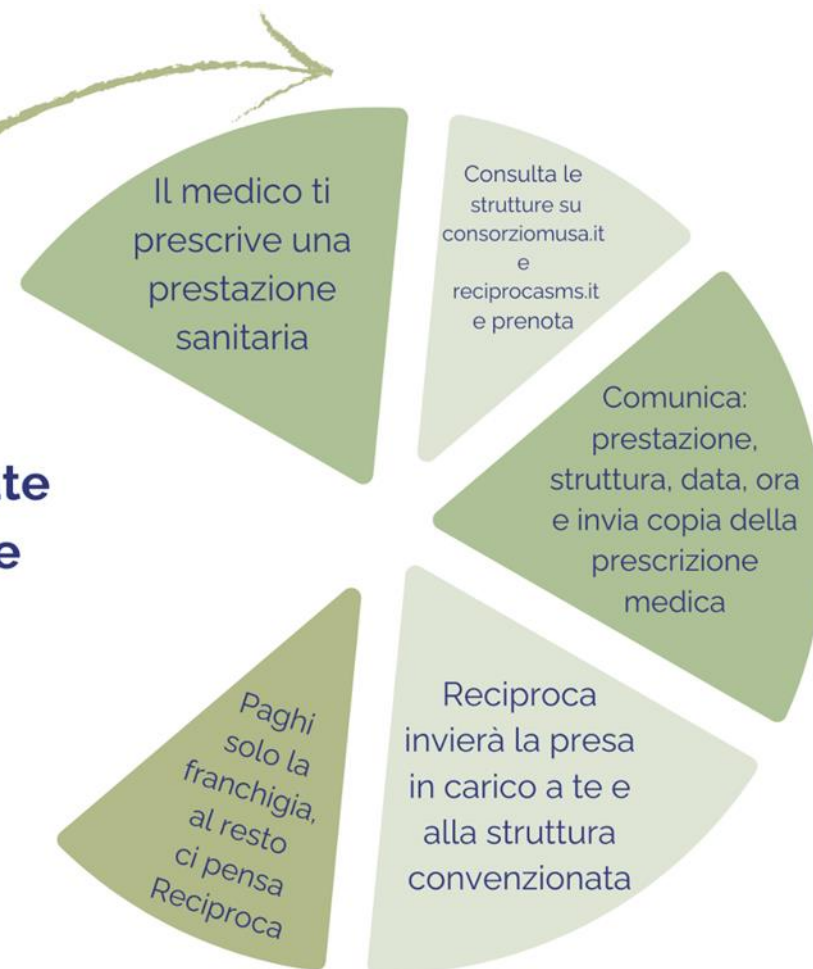 Il medico ti
prescrive una
prestazione
sanitaria
Consulta le
strutture su
consorziomusa.it
e
reciprocasms.it
e prenota
Comunica:
prestazione,
struttura, data, ora
e invia copia della
prescrizione
medica
Reciproca
invierà la presa
in carico a te e
alla struttura
convenzionata
Paghi
solo la
franchigia,
al resto
ci pensa
Reciproca